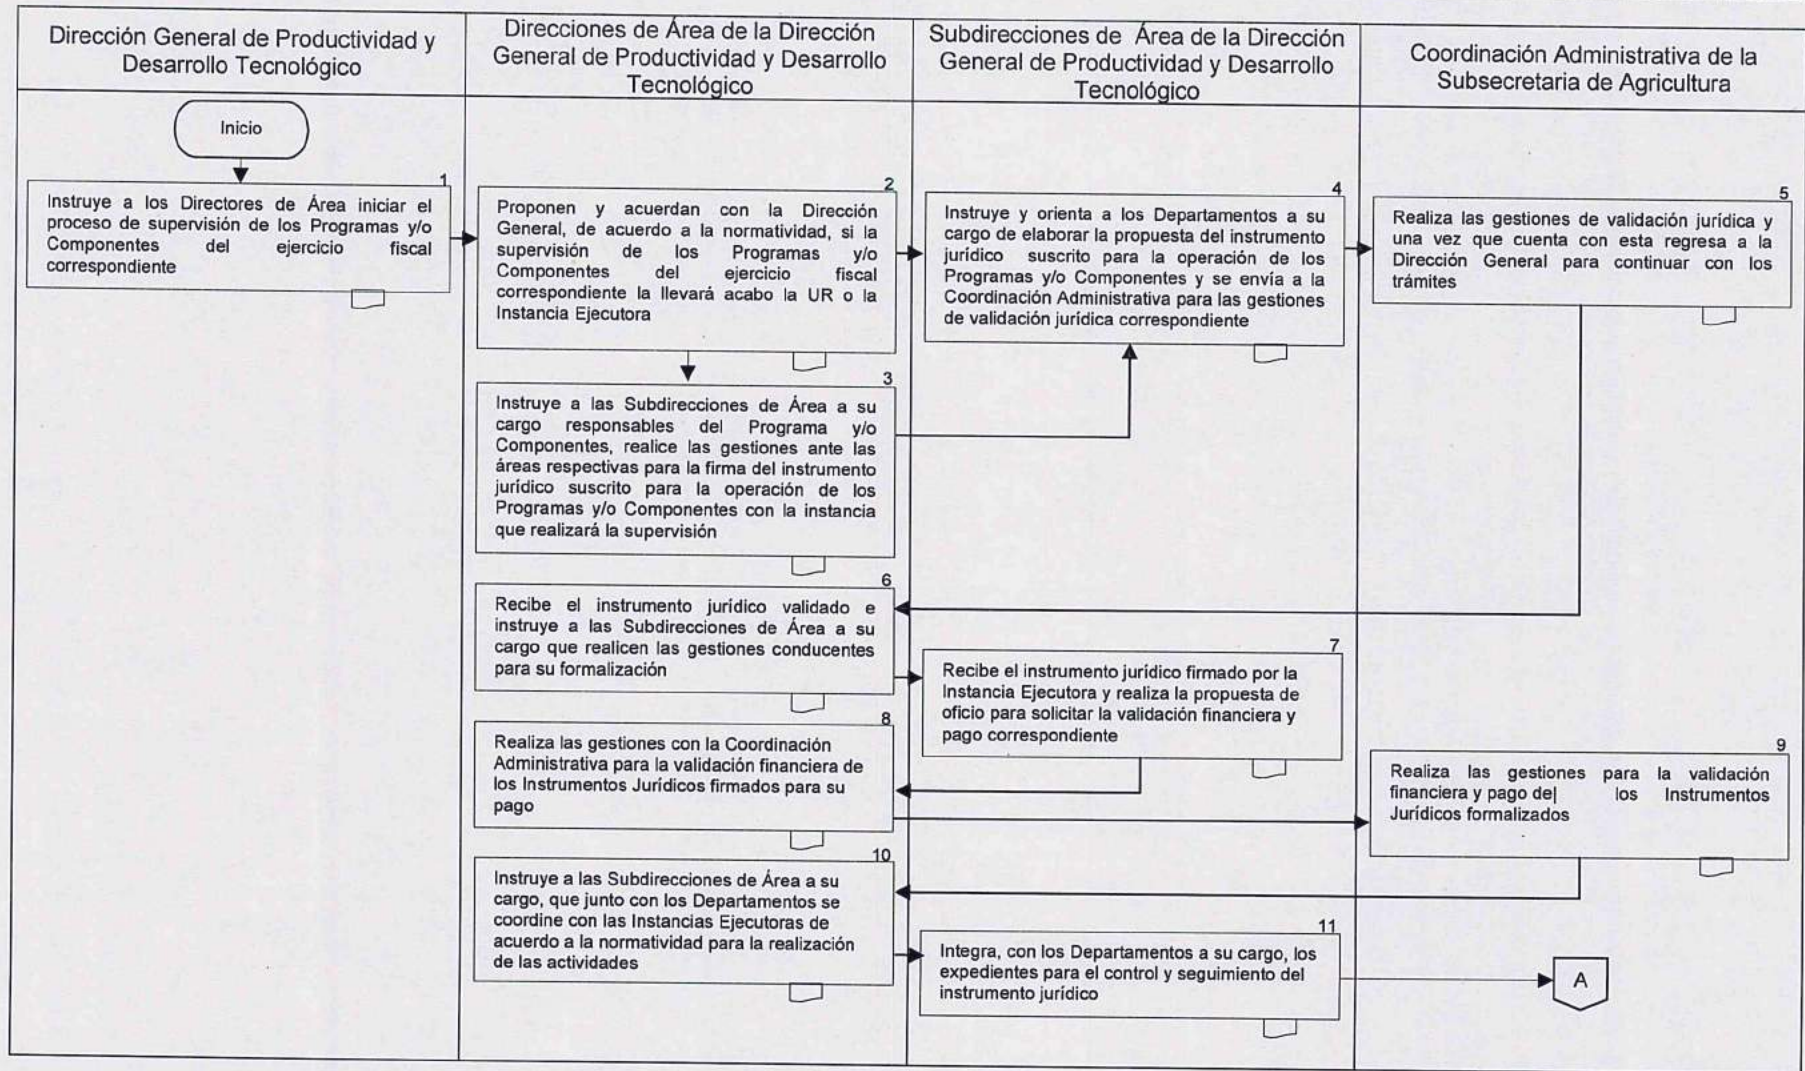 Dirección General de Productividad y
Desarrollo Tecnológico
Direcciones de Área de la Dirección
General de Productividad y Desarrollo
Tecnológico
Subdirecciones de Área de la Dirección
General de Productividad y Desarrollo
Tecnológico
Coordinación Administrativa de la
Subsecretaria de Agricultura
Inicio
1
Instruye a los Directores de Área iniciar el
proceso de supervisión de los Programas y/o
Componentes del ejercicio fiscal
correspondiente
2
Proponen y acuerdan con la Dirección
General, de acuerdo a la normatividad, si la
supervisión de los Programas y/o
Componentes del ejercicio fiscal
correspondiente la llevará acabo la UR o la
Instancia Ejecutora
3
Instruye a las Subdirecciones de Área a su
cargo responsables del Programa y/o
Componentes, realice las gestiones ante las
áreas respectivas para la firma del instrumento
jurídico suscrito para la operación de los
Programas y/o Componentes con la instancia
que realizará la supervisión
4
Instruye y orienta a los Departamentos a su
cargo de elaborar la propuesta del instrumento
jurídico suscrito para la operación de los
Programas y/o Componentes y se envía a la
Coordinación Administrativa para las gestiones
de validación jurídica correspondiente
5
Realiza las gestiones de validación jurídica y
una vez que cuenta con esta regresa a la
Dirección General para continuar con los
trámites
6
Recibe el instrumento jurídico validado e
instruye a las Subdirecciones de Área a su
cargo que realicen las gestiones conducentes
para su formalización
7
Recibe el instrumento jurídico firmado por la
Instancia Ejecutora y realiza la propuesta de
oficio para solicitar la validación financiera y
pago correspondiente
8
Realiza las gestiones con la Coordinación
Administrativa para la validación financiera de
los Instrumentos Jurídicos firmados para su
pago
9
Realiza las gestiones para la validación
financiera y pago de| los Instrumentos
Jurídicos formalizados
10
Instruye a las Subdirecciones de Área a su
cargo, que junto con los Departamentos se
coordine con las Instancias Ejecutoras de
acuerdo a la normatividad para la realización
de las actividades
11
Integra, con los Departamentos a su cargo, los
expedientes para el control y seguimiento del
instrumento jurídico
A